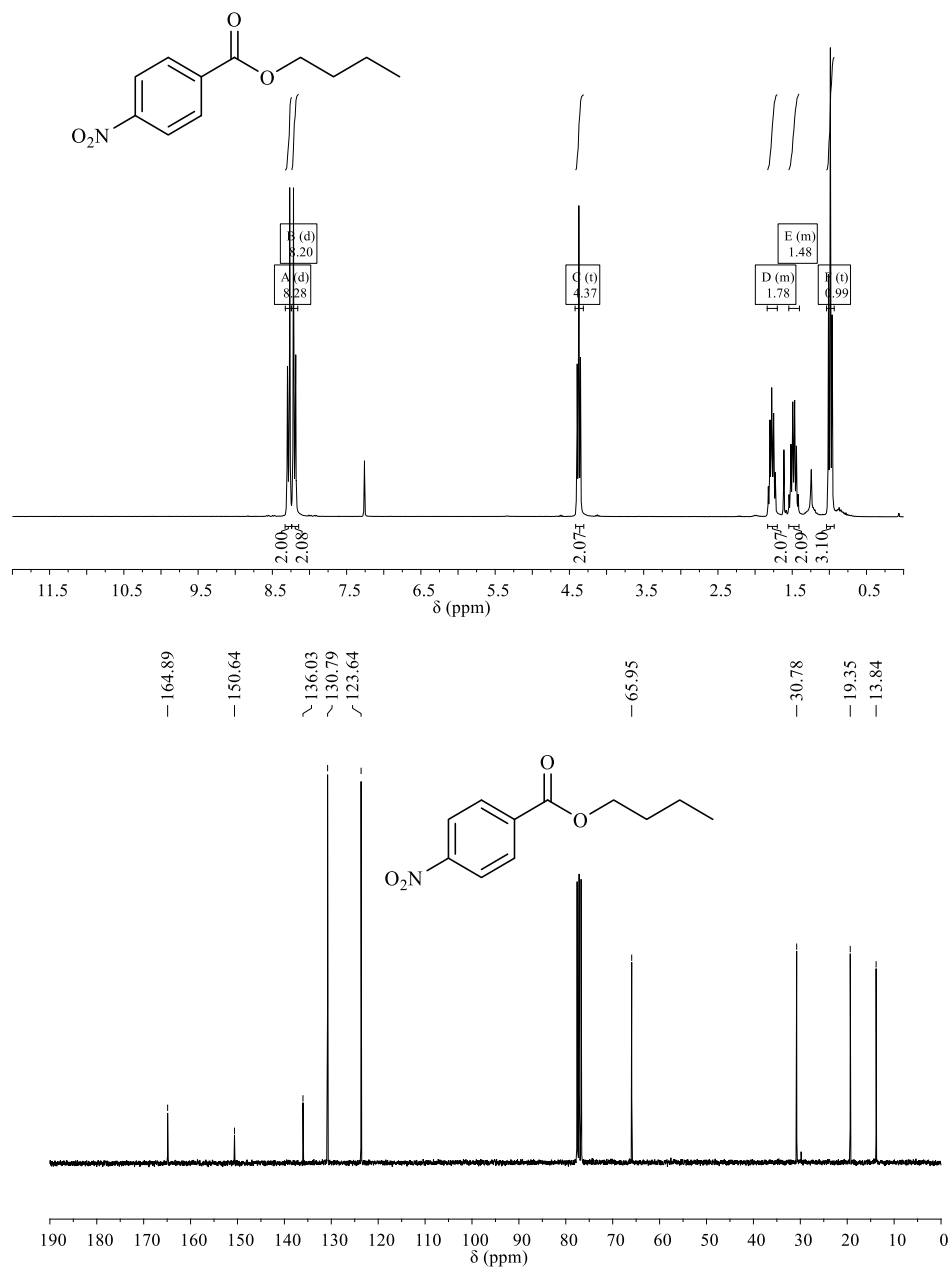 O
O
O₂N
B (d)
8.20
A (d)
8.28
C (t)
4.37
E (m)
1.48
D (m)
1.78
F (t)
0.99
2.00
2.08
2.07
2.07
2.09
3.10
11.5 10.5 9.5 8.5 7.5 6.5 5.5 4.5 3.5 2.5 1.5 0.5
δ (ppm)
164.89
150.64
136.03
130.79
123.64
65.95
30.78
19.35
13.84
O
O
O₂N
190 180 170 160 150 140 130 120 110 100 90 80 70 60 50 40 30 20 10 0
δ (ppm)